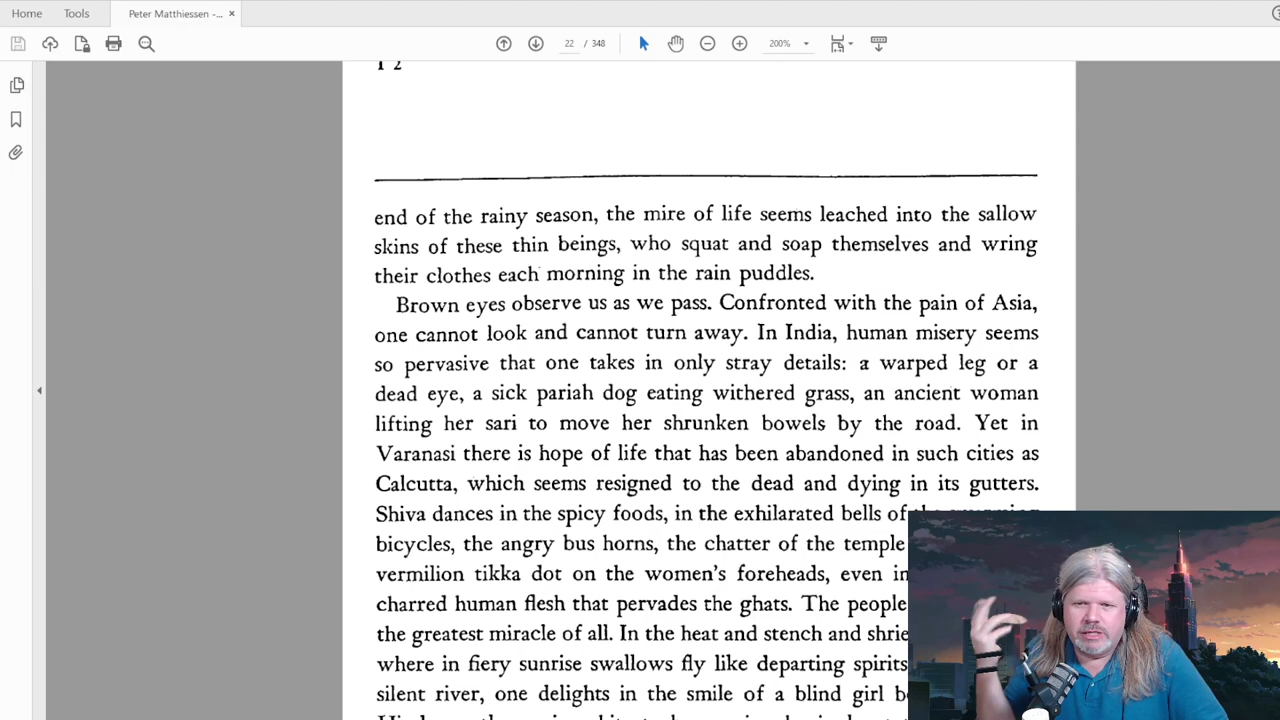 Home
Tools
Peter Matthiessen -... ×
22 / 348
200%
12
end of the rainy season, the mire of life seems leached into the sallow
skins of these thin beings, who squat and soap themselves and wring
their clothes each morning in the rain puddles.
Brown eyes observe us as we pass. Confronted with the pain of Asia,
one cannot look and cannot turn away. In India, human misery seems
so pervasive that one takes in only stray details: a warped leg or a
dead eye, a sick pariah dog eating withered grass, an ancient woman
lifting her sari to move her shrunken bowels by the road. Yet in
Varanasi there is hope of life that has been abandoned in such cities as
Calcutta, which seems resigned to the dead and dying in its gutters.
Shiva dances in the spicy foods, in the exhilarated bells of the
bicycles, the angry bus horns, the chatter of the temple
vermilion tikka dot on the women's foreheads, even in
charred human flesh that pervades the ghats. The people
the greatest miracle of all. In the heat and stench and
where in fiery sunrise swallows fly like departing spirits
silent river, one delights in the smile of a blind girl